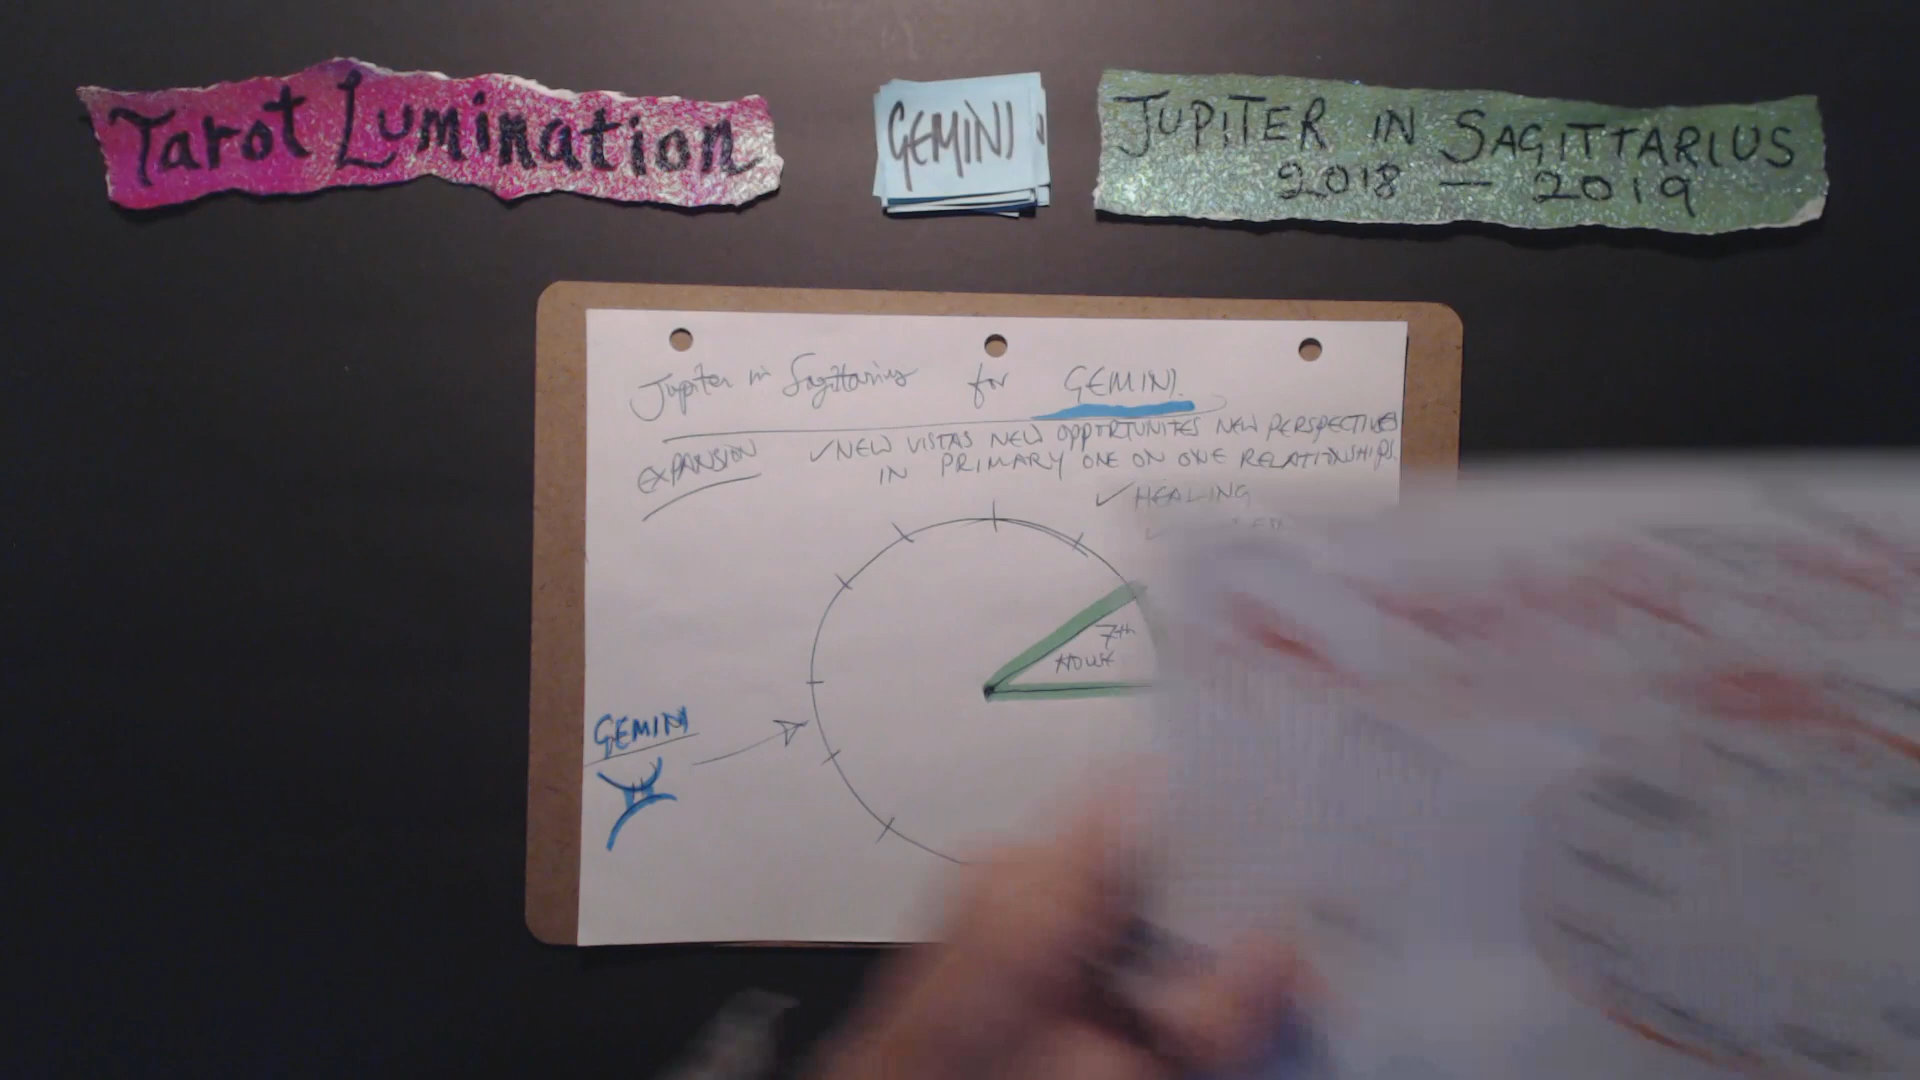 Tarot Lumination
GEMINI
JUPITER IN SAGITTARIUS
2018 — 2019
Jupiter in Sagittarius for GEMINI.
EXPANSION
✓ NEW VISTAS NEW OPPTRTUNITES NEW PERSPECTIVES
IN PRIMARY ONE ON ONE RELATIONSHIPS.
✓ HEALING
7th
HOUSE
GEMINI